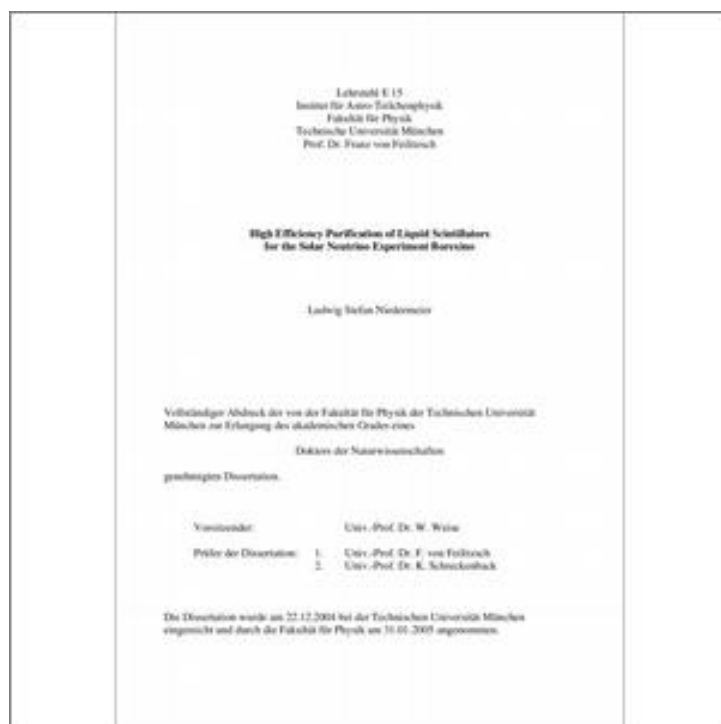 Lehrstuhl E 15
Institut für Astro-Teilchenphysik
Fakultät für Physik
Technische Universität München
Prof. Dr. Franz von Feilitzsch
High Efficiency Purification of Liquid Scintillators
for the Solar Neutrino Experiment Borexino
Ludwig Stefan Niedermeier
Vollständiger Abdruck der von der Fakultät für Physik der Technischen Universität
München zur Erlangung des akademischen Grades eines
Doktors der Naturwissenschaften
genehmigten Dissertation.
Vorsitzender: Univ.-Prof. Dr. W. Weise
Prüfer der Dissertation: 1. Univ.-Prof. Dr. F. von Feilitzsch
2. Univ.-Prof. Dr. K. Schreckenbach
Die Dissertation wurde am 22.12.2004 bei der Technischen Universität München
eingereicht und durch die Fakultät für Physik am 31.01.2005 angenommen.